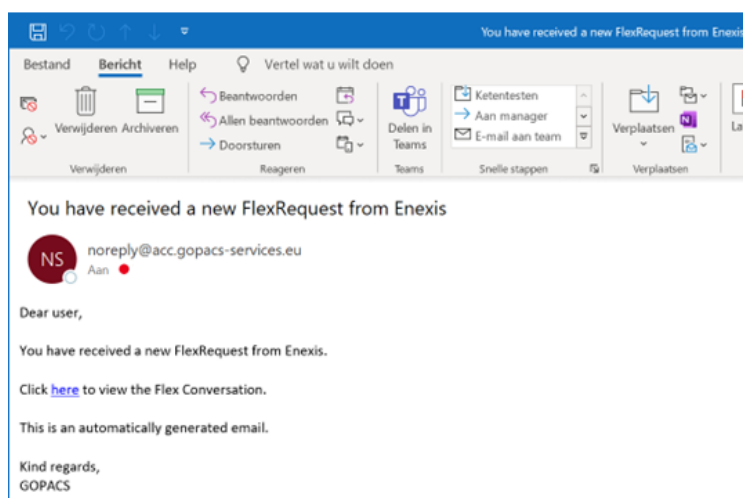 You have received a new FlexRequest from Enexis
Bestand Bericht Help Vertel wat u wilt doen
Verwijderen Archiveren
Beantwoorden
Allen beantwoorden
Doorsturen
Delen in
Teams
Ketentesten
Aan manager
E-mail aan team
Verplaatsen
Verwijderen Reageren Teams Snelle stappen Verplaatsen
You have received a new FlexRequest from Enexis
NS
noreply@acc.gopacs-services.eu
Aan
Dear user,
You have received a new FlexRequest from Enexis.
Click here to view the Flex Conversation.
This is an automatically generated email.
Kind regards,
GOPACS